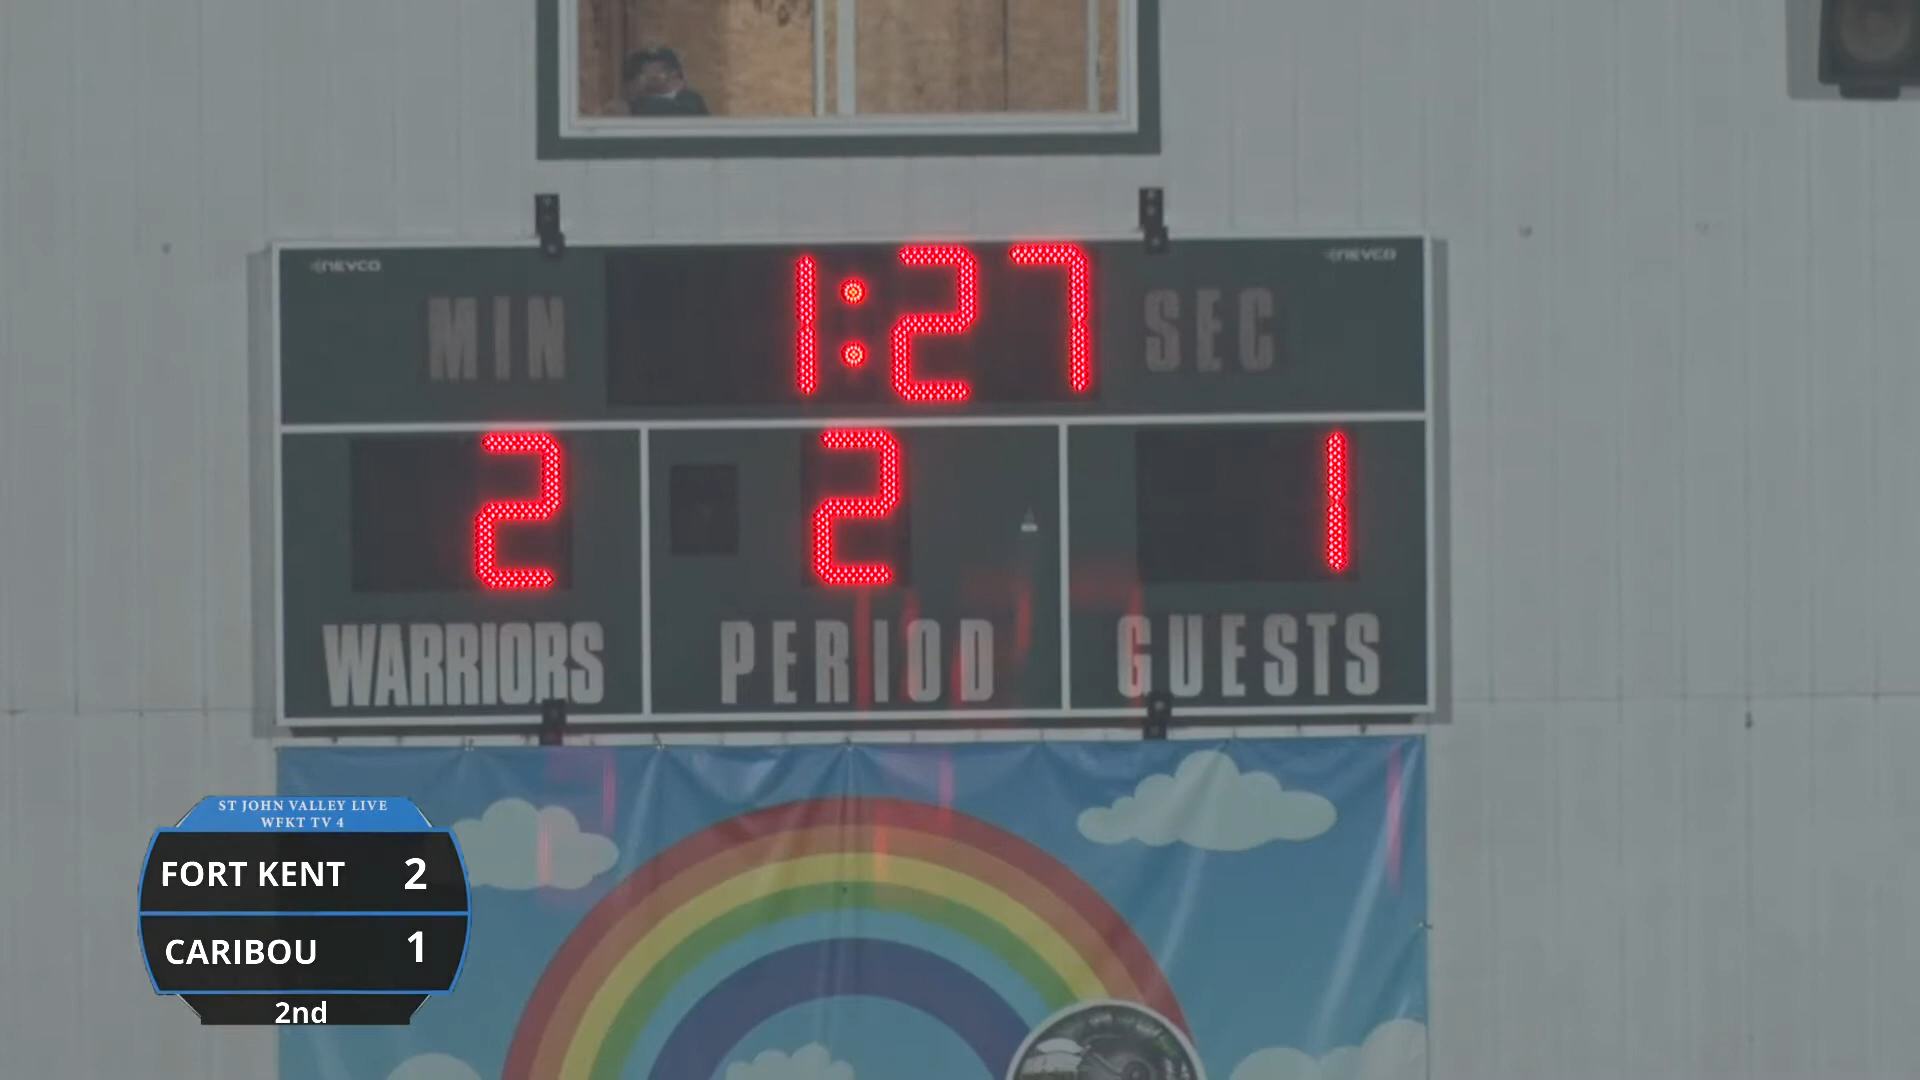 NEVCO
NEVCO
MIN 1:27 SEC
2 2 1
WARRIORS PERIOD GUESTS
ST JOHN VALLEY LIVE
WFKT TV 4
FORT KENT 2
CARIBOU 1
2nd